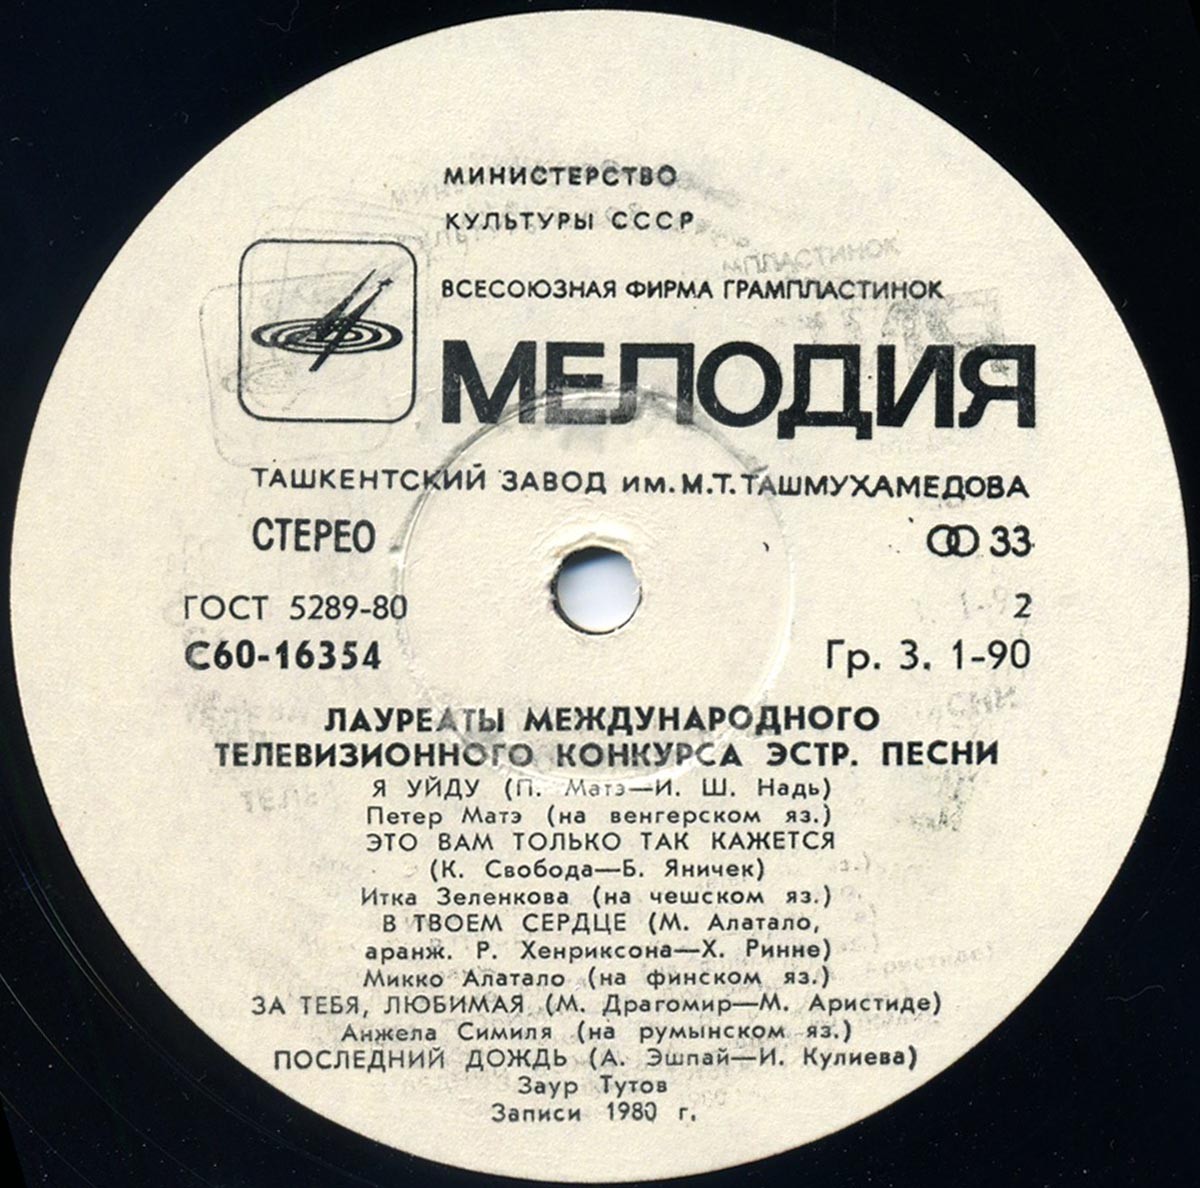 МИНИСТЕРСТВО
КУЛЬТУРЫ СССР
ВСЕСОЮЗНАЯ ФИРМА ГРАМПЛАСТИНОК
МЕЛОДИЯ
ТАШКЕНТСКИЙ ЗАВОД ИМ. М.Т. ТАШМУХАМЕДОВА
СТЕРЕО 33
ГОСТ 5289-80 2
С60-16354 Гр. 3. 1-90
ЛАУРЕАТЫ МЕЖДУНАРОДНОГО
ТЕЛЕВИЗИОННОГО КОНКУРСА ЭСТР. ПЕСНИ
Я УЙДУ (П. Матэ—И. Ш. Надь)
Петер Матэ (на венгерском яз.)
ЭТО ВАМ ТОЛЬКО ТАК КАЖЕТСЯ
(К. Свобода—Б. Яничек)
Итка Зеленкова (на чешском яз.)
В ТВОЕМ СЕРДЦЕ (М. Алатало,
аранж. Р. Хенриксона—Х. Ринне)
Микко Алатало (на финском яз.)
ЗА ТЕБЯ, ЛЮБИМАЯ (М. Драгомир—М. Аристиде)
Анжела Симиля (на румынском яз.)
ПОСЛЕДНИЙ ДОЖДЬ (А. Эшпай—И. Кулиева)
Заур Тутов
Записи 1980 г.